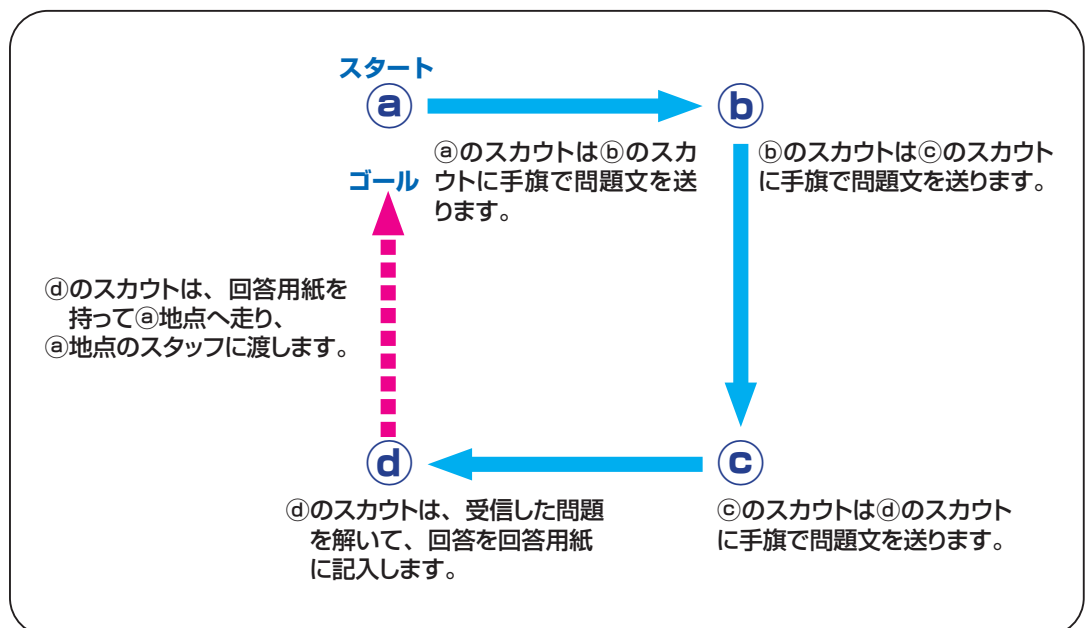 スタート
ⓐ
ⓑ
ⓐのスカウトはⓑのスカ
ウトに手旗で問題文を送
ります。
ⓑのスカウトはⓒのスカウト
に手旗で問題文を送ります。
ゴール
ⓓのスカウトは、回答用紙を
持ってⓐ地点へ走り、
ⓐ地点のスタッフに渡します。
ⓓ
ⓒ
ⓓのスカウトは、受信した問題
を解いて、回答を回答用紙
に記入します。
ⓒのスカウトはⓓのスカウト
に手旗で問題文を送ります。